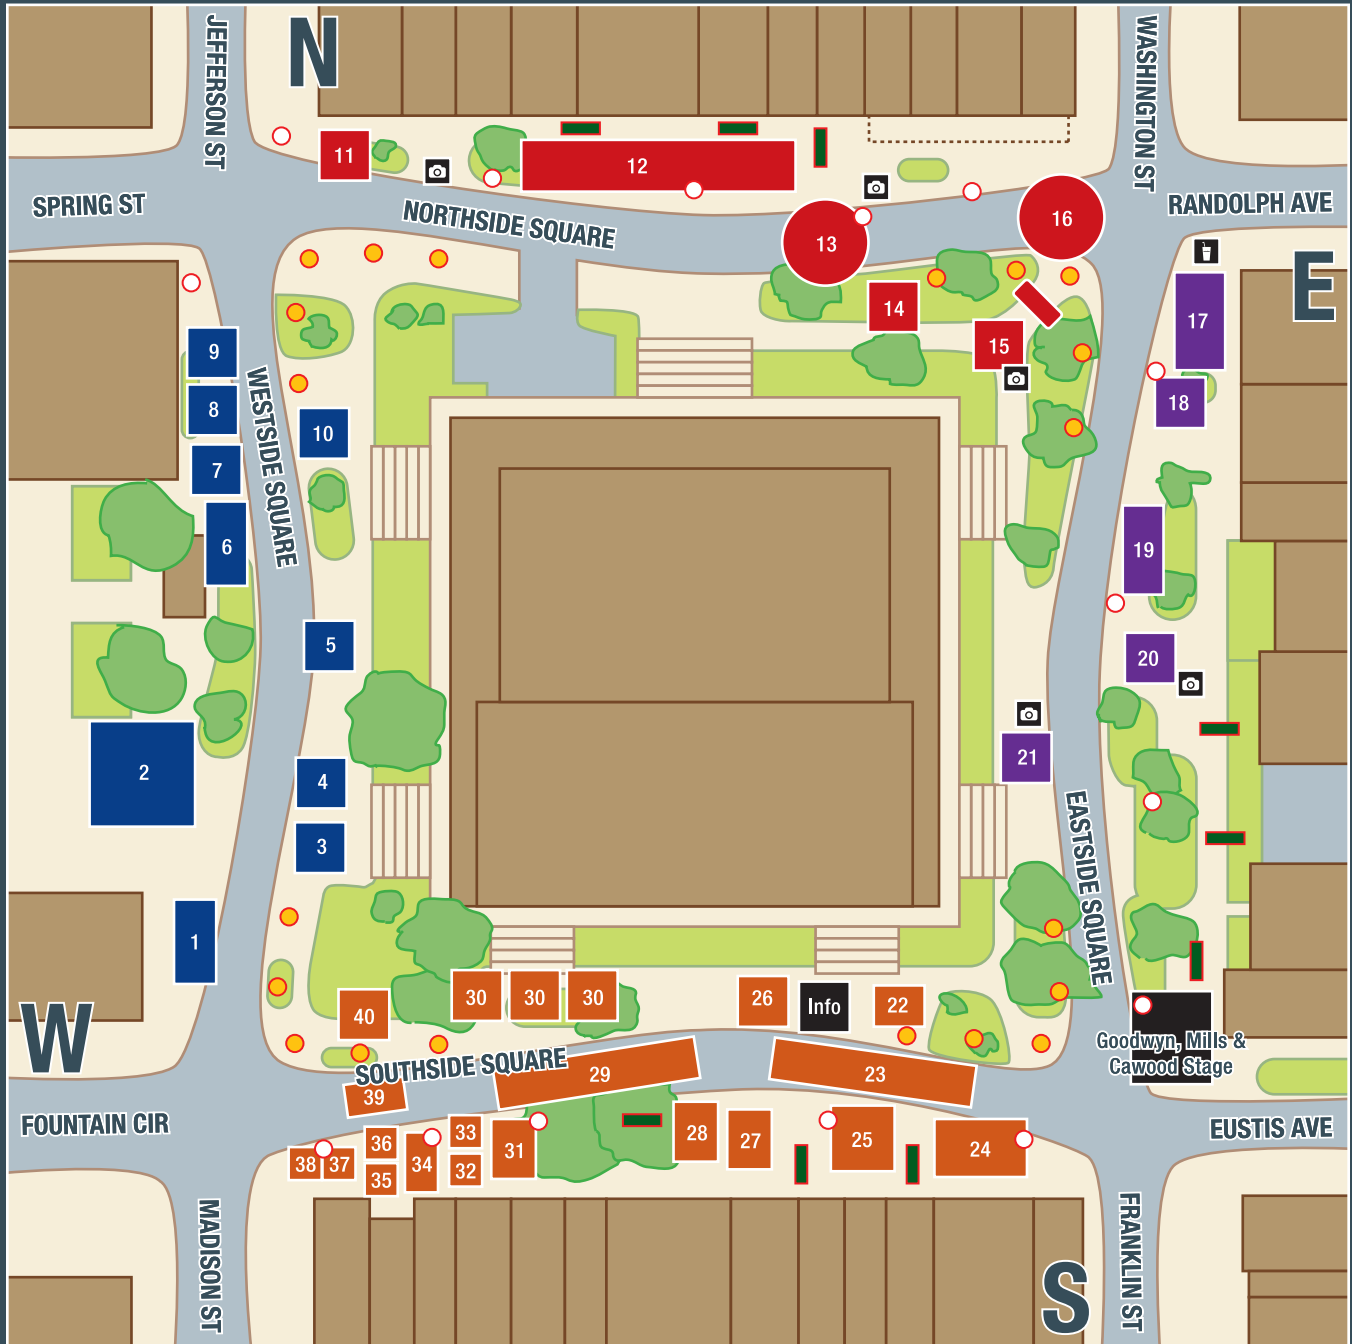 N
JEFFERSON ST
WASHINGTON ST
SPRING ST
11
12
NORTHSIDE SQUARE
RANDOLPH AVE
13
16
E
14
15
17
9
8
7
6
WESTSIDE SQUARE
10
18
19
5
20
2
4
3
21
EASTSIDE SQUARE
1
W
40
30
30
30
26
Info
22
Goodwyn, Mills &
Cawood Stage
SOUTHSIDE SQUARE
29
23
39
FOUNTAIN CIR
EUSTIS AVE
38
37
36
35
34
33
32
31
28
27
25
24
MADISON ST
FRANKLIN ST
S